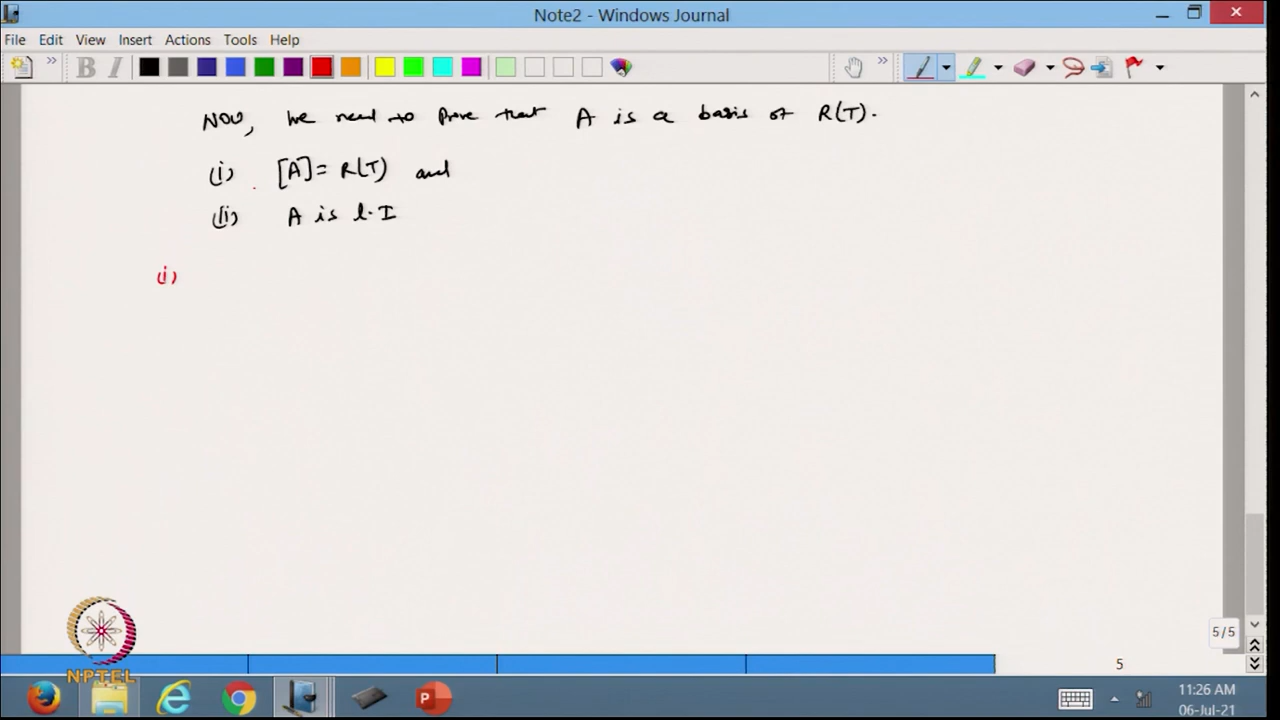 Note2 - Windows Journal
File Edit View Insert Actions Tools Help
B I
Now, we need to prove that A is a basis of R(T).
(i) [A] = R(T) and
(ii) A is l.I
(i)
5/5
5
NPTEL
11:26 AM
06-Jul-21